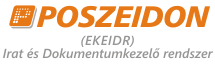 POSZEIDON
(EKEIDR)
Irat és Dokumentumkezelő rendszer